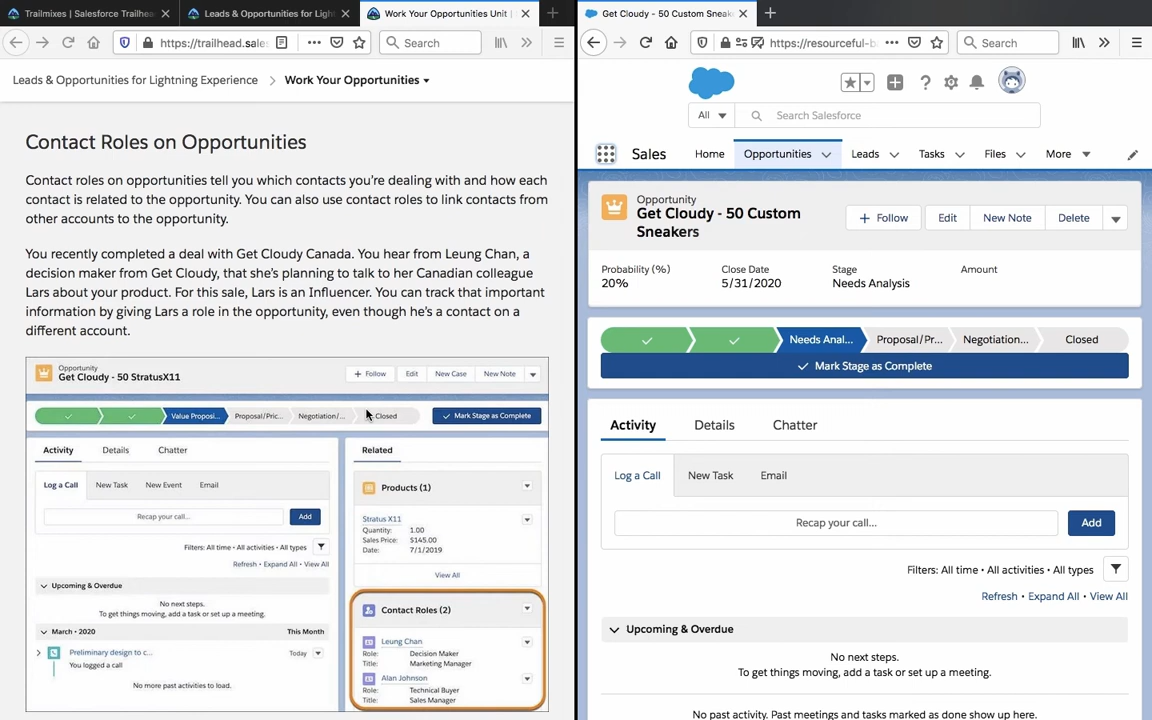 Trailmixes | Salesforce Trailhea
Leads & Opportunities for Light
Work Your Opportunities Unit |
https://trailhead.sale
Search
Leads & Opportunities for Lightning Experience
Work Your Opportunities
Contact Roles on Opportunities
Contact roles on opportunities tell you which contacts you're dealing with and how each
contact is related to the opportunity. You can also use contact roles to link contacts from
other accounts to the opportunity.
You recently completed a deal with Get Cloudy Canada. You hear from Leung Chan, a
decision maker from Get Cloudy, that she's planning to talk to her Canadian colleague
Lars about your product. For this sale, Lars is an Influencer. You can track that important
information by giving Lars a role in the opportunity, even though he's a contact on a
different account.
Opportunity
Get Cloudy - 50 StratusX11
+ Follow
Edit
New Case
New Note
Value Proposi...
Proposal/Pric...
Negotiation/...
Closed
Mark Stage as Complete
Activity
Details
Chatter
Log a Call
New Task
New Event
Email
Recap your call...
Add
Filters: All time • All activities • All types
Refresh • Expand All • View All
Upcoming & Overdue
No next steps.
To get things moving, add a task or set up a meeting.
March • 2020
This Month
Preliminary design to c...
Today
You logged a call
No more past activities to load.
Related
Products (1)
Stratus X11
Quantity: 1.00
Sales Price: $145.00
Date: 7/1/2019
View All
Contact Roles (2)
Leung Chan
Role: Decision Maker
Title: Marketing Manager
Alan Johnson
Role: Technical Buyer
Title: Sales Manager
Get Cloudy - 50 Custom Sneake
https://resourceful-b
Search
All
Search Salesforce
Sales
Home
Opportunities
Leads
Tasks
Files
More
Opportunity
Get Cloudy - 50 Custom
Sneakers
+ Follow
Edit
New Note
Delete
Probability (%)
20%
Close Date
5/31/2020
Stage
Needs Analysis
Amount
Needs Anal...
Proposal/Pr...
Negotiation...
Closed
Mark Stage as Complete
Activity
Details
Chatter
Log a Call
New Task
Email
Recap your call...
Add
Filters: All time • All activities • All types
Refresh • Expand All • View All
Upcoming & Overdue
No next steps.
To get things moving, add a task or set up a meeting.
No past activity. Past meetings and tasks marked as done show up here.